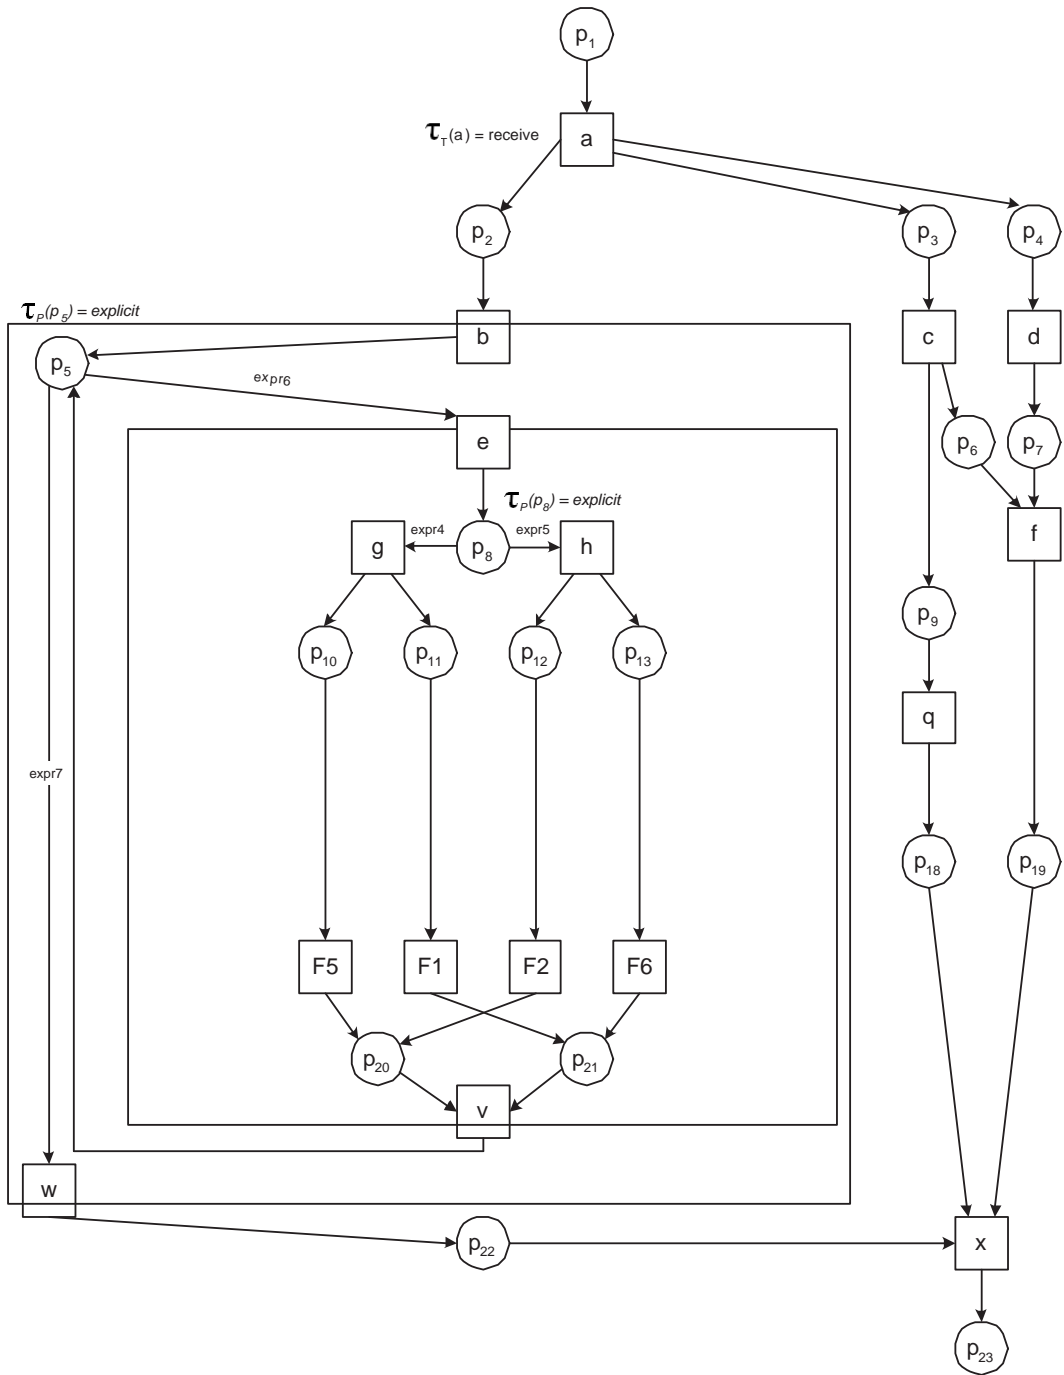 p1
a
τT(a) = receive
p2
p3
p4
τP(p5) = explicit
b
c
d
p5
expr6
e
p6
p7
τP(p8) = explicit
g
expr4
p8
expr5
h
f
p9
p10
p11
p12
p13
q
expr7
p18
p19
F5
F1
F2
F6
p20
p21
v
w
p22
x
p23